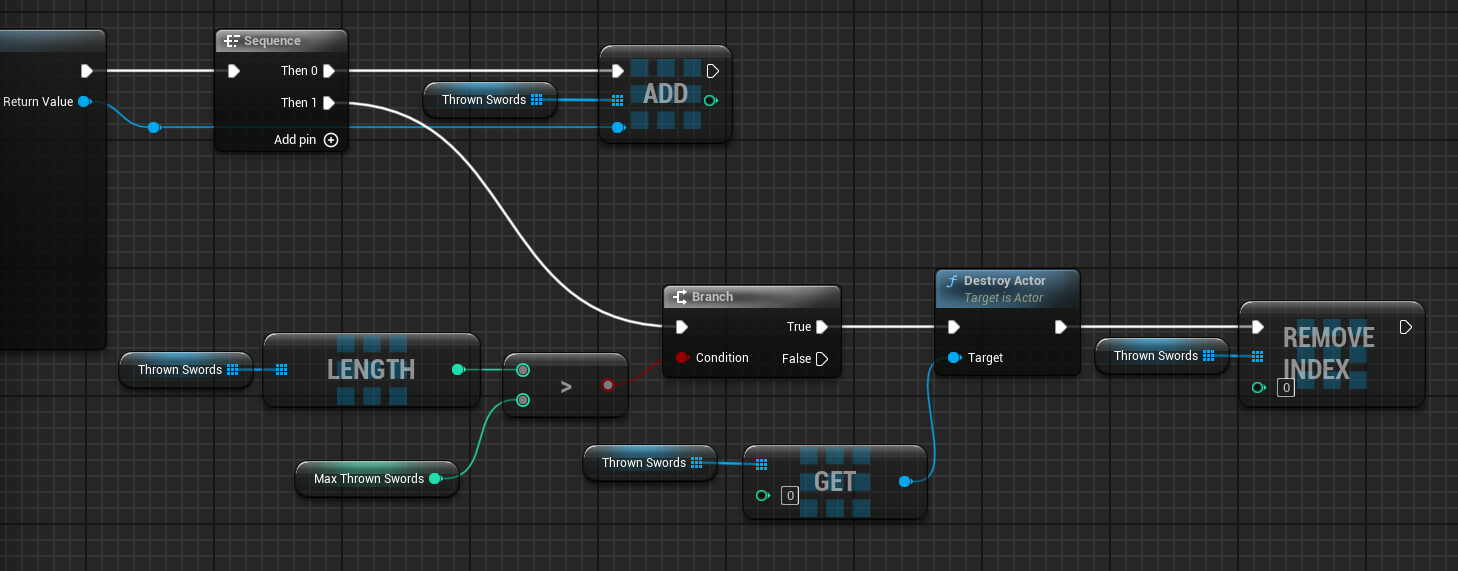 Sequence
Return Value
Then 0
Then 1
Add pin
Thrown Swords
ADD
Branch
True
Condition
False
Destroy Actor
Target is Actor
Target
Thrown Swords
REMOVE
INDEX
0
Thrown Swords
LENGTH
>
Max Thrown Swords
Thrown Swords
GET
0